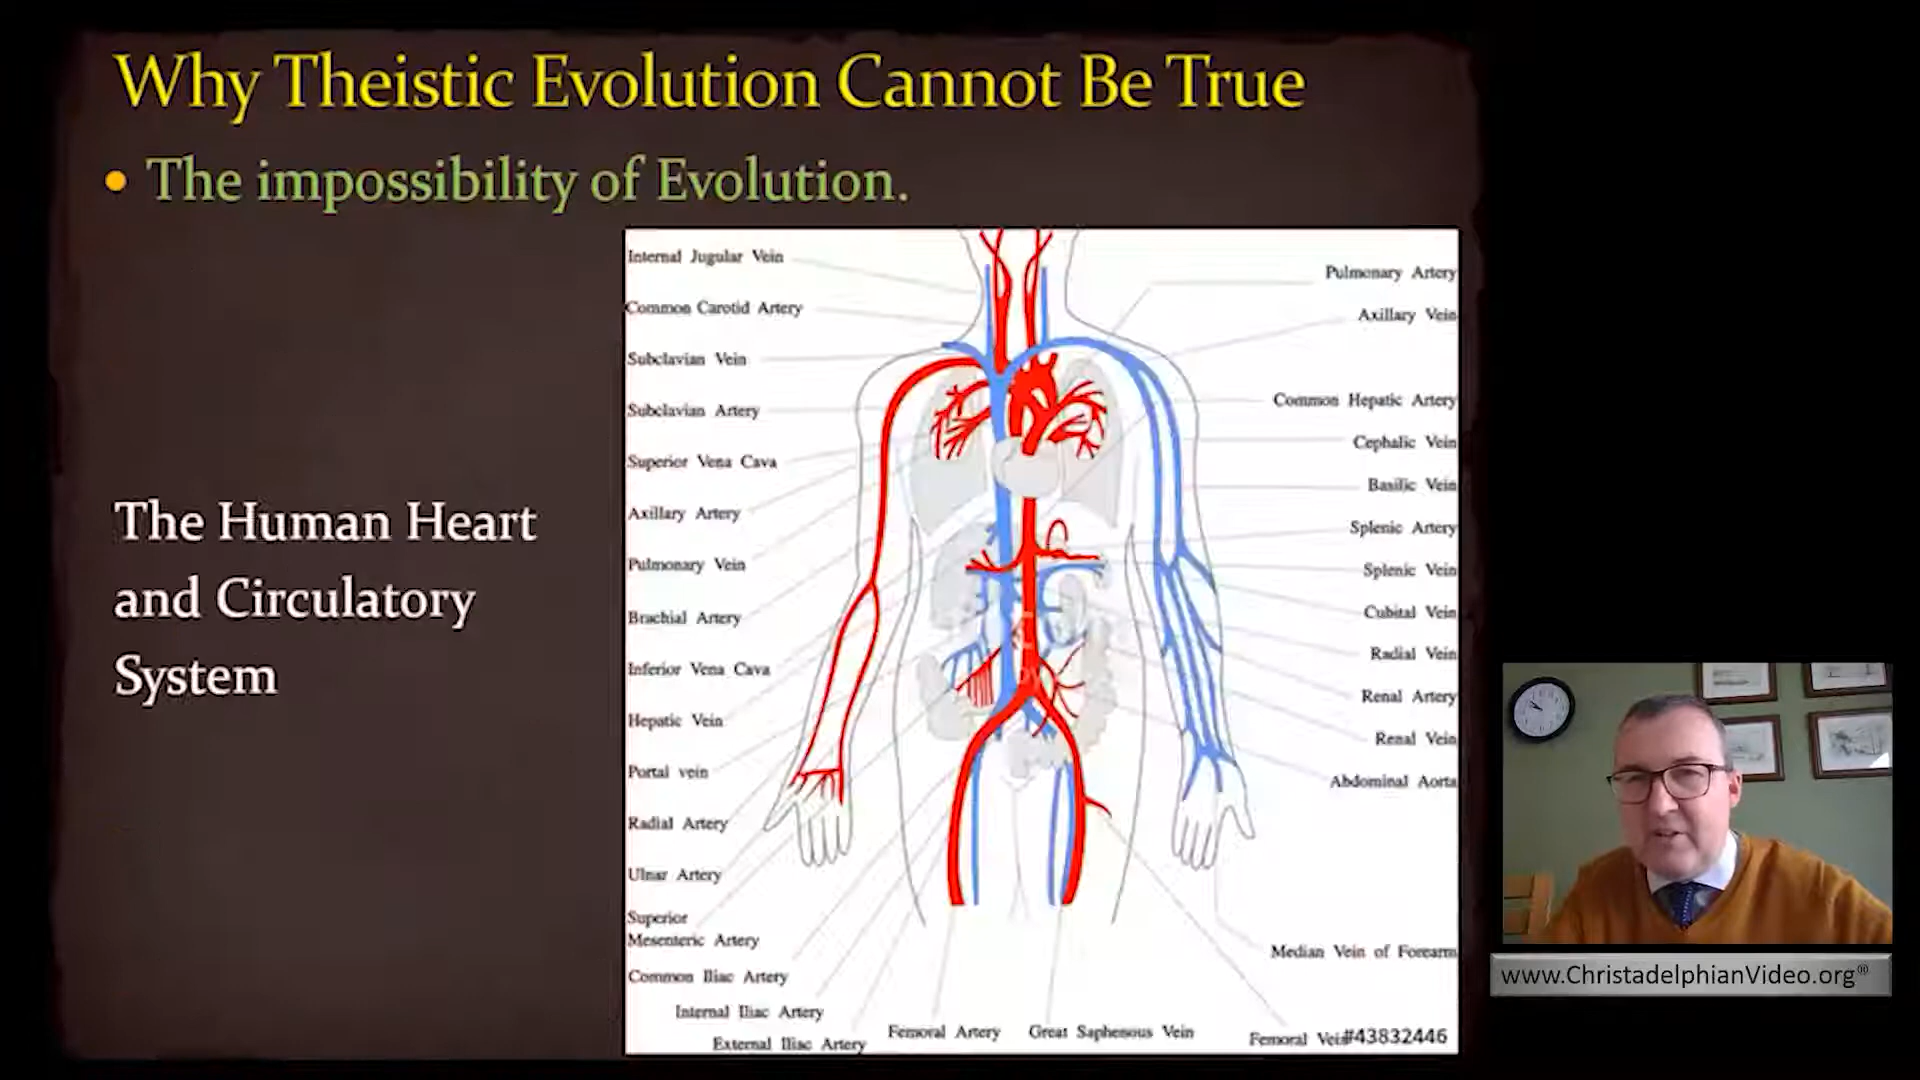 Why Theistic Evolution Cannot Be True
• The impossibility of Evolution.
The Human Heart
and Circulatory
System
Internal Jugular Vein
Common Carotid Artery
Subclavian Vein
Subclavian Artery
Superior Vena Cava
Axillary Artery
Pulmonary Vein
Brachial Artery
Inferior Vena Cava
Hepatic Vein
Portal vein
Radial Artery
Ulnar Artery
Superior
Mesenteric Artery
Common Iliac Artery
Internal Iliac Artery
External Iliac Artery
Femoral Artery
Great Saphenous Vein
Pulmonary Artery
Axillary Vein
Common Hepatic Artery
Cephalic Vein
Basilic Vein
Splenic Artery
Splenic Vein
Cubital Vein
Radial Vein
Renal Artery
Renal Vein
Abdominal Aorta
Median Vein of Forearm
Femoral Vein
#43832446
www.ChristadelphianVideo.org®